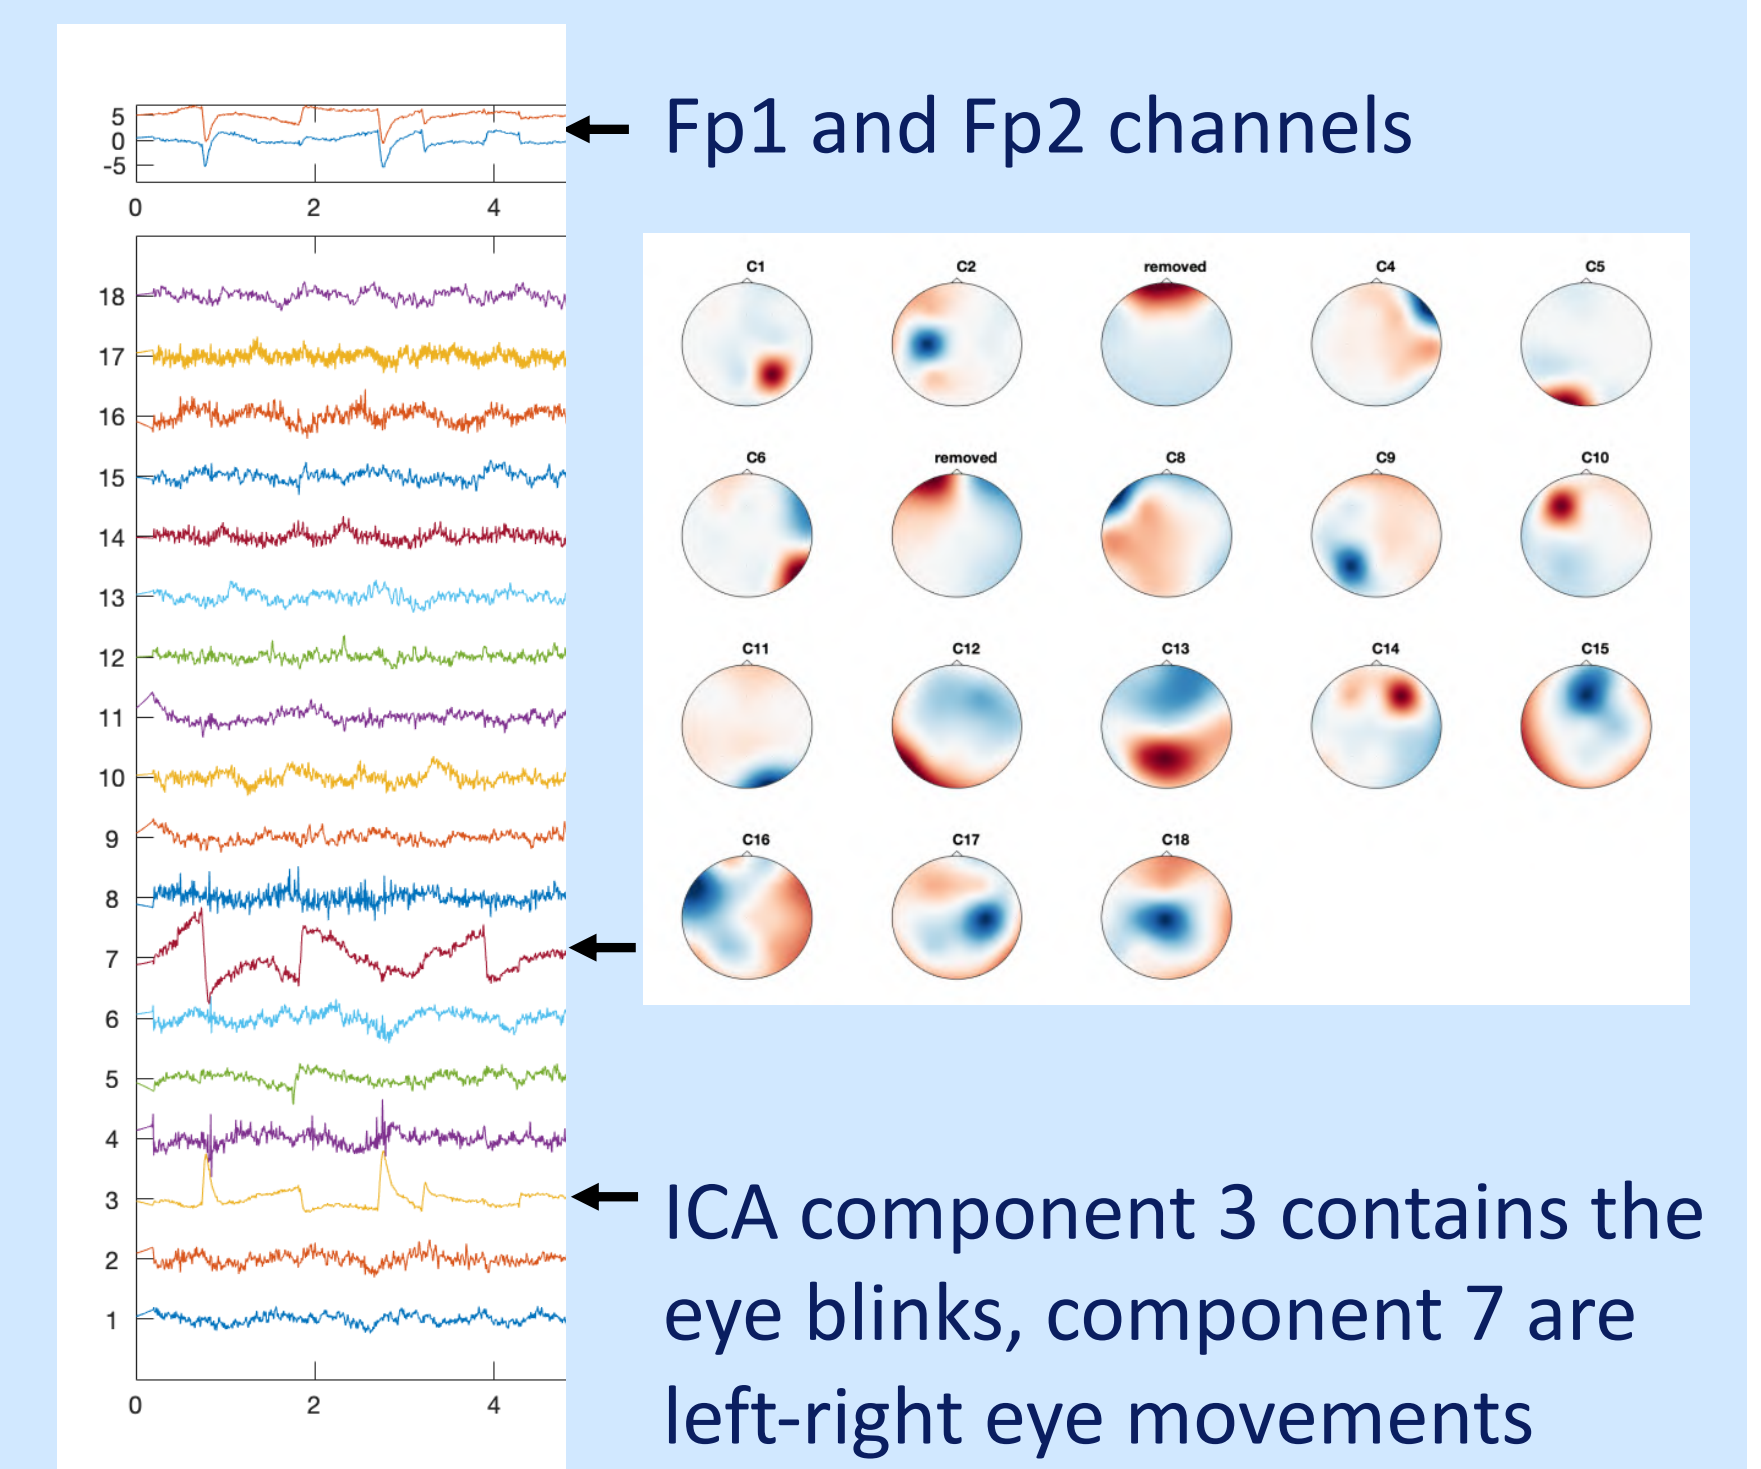 Fp1 and Fp2 channels
5
0
-5
0 2 4
18
17
16
15
14
13
12
11
10
9
8
7
6
5
4
3
2
1
0 2 4
C1 C2 removed C4 C5
C6 removed C8 C9 C10
C11 C12 C13 C14 C15
C16 C17 C18
ICA component 3 contains the
eye blinks, component 7 are
left-right eye movements